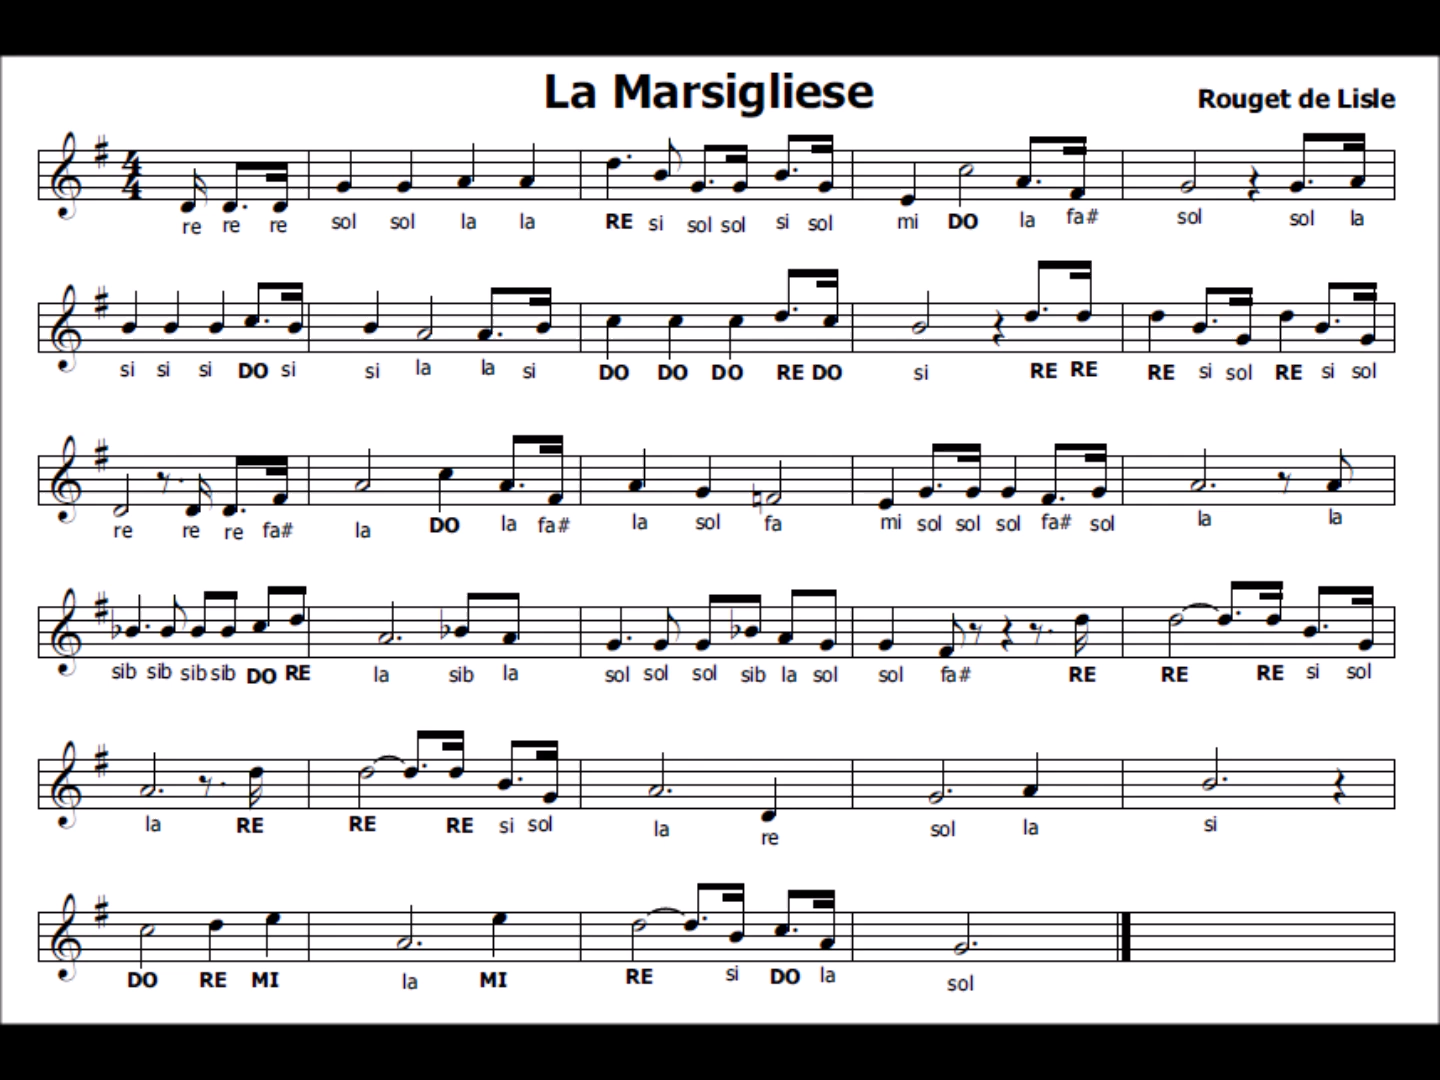 La Marsigliese
Rouget de Lisle
4
4
re re re sol sol la la RE si sol sol si sol mi DO la fa# sol sol la
si si si DO si si la la si DO DO DO RE DO si RE RE RE si sol RE si sol
re re re fa# la DO la fa# la sol fa mi sol sol sol fa# sol la la
sib sib sib sib DO RE la sib la sol sol sol sib la sol sol fa# RE RE RE si sol
la RE RE RE si sol la re sol la si
DO RE MI la MI RE si DO la sol